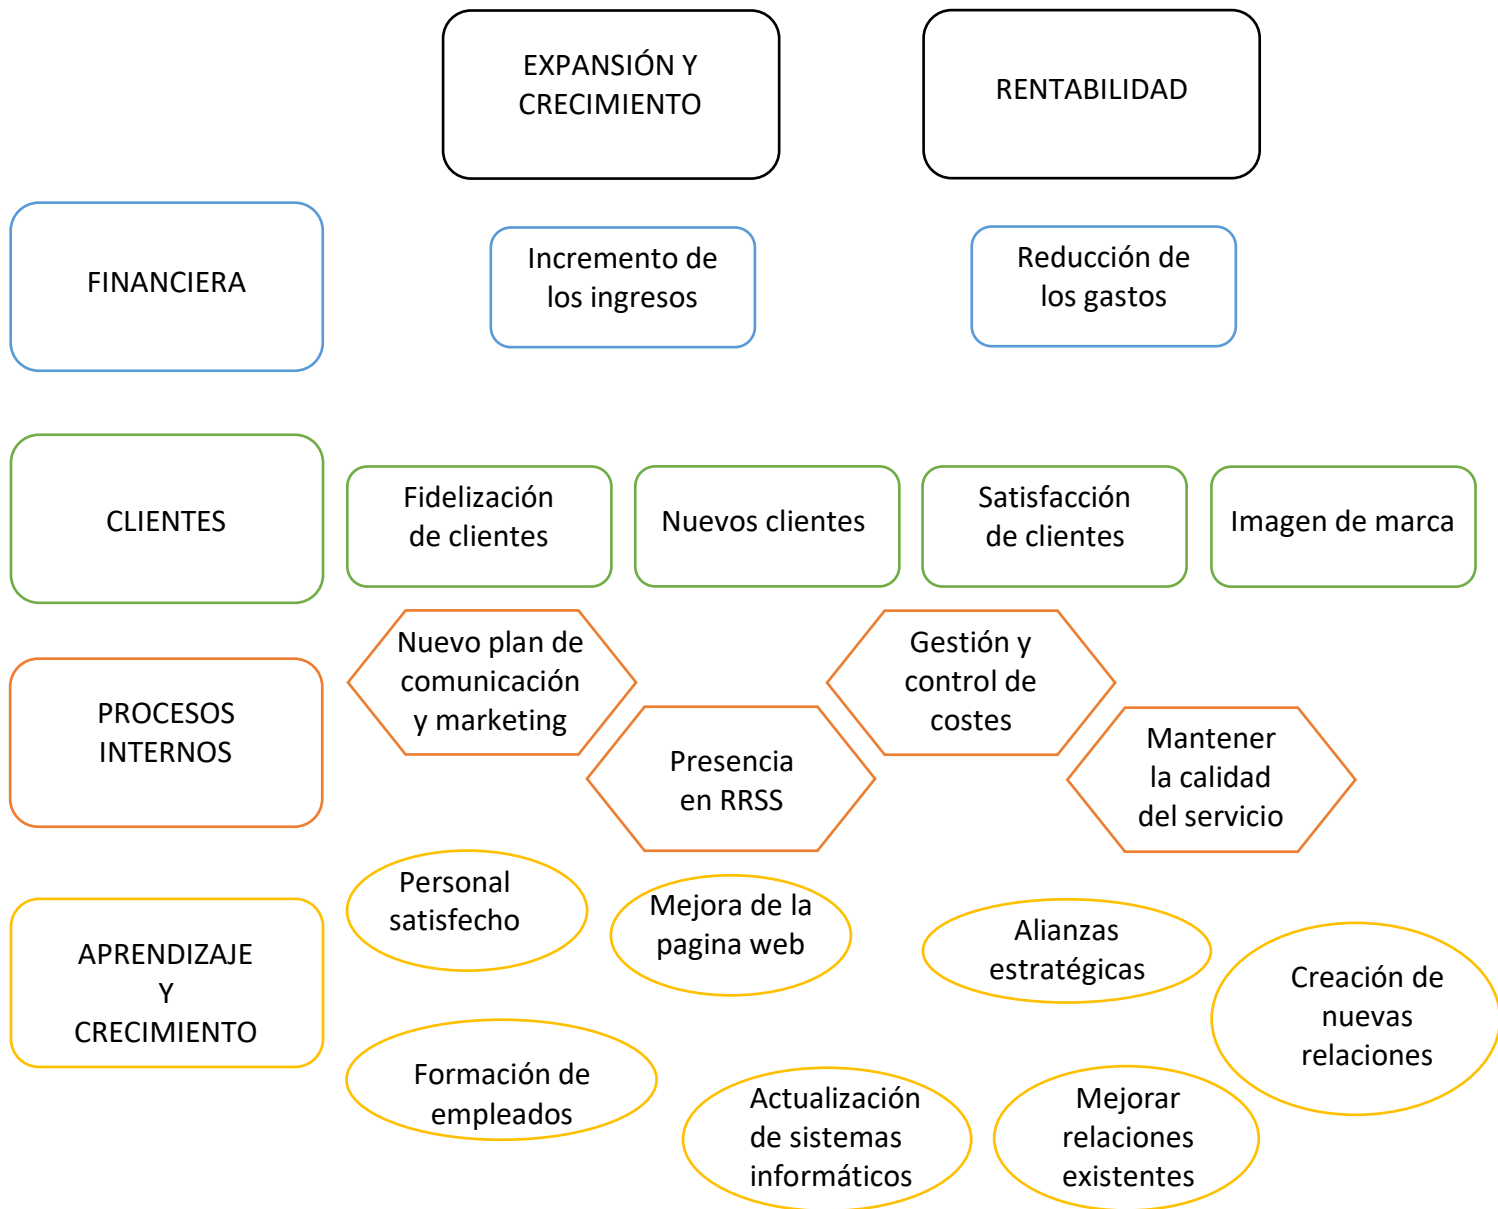 EXPANSIÓN Y
CRECIMIENTO
RENTABILIDAD
FINANCIERA
Incremento de
los ingresos
Reducción de
los gastos
CLIENTES
Fidelización
de clientes
Nuevos clientes
Satisfacción
de clientes
Imagen de marca
PROCESOS
INTERNOS
Nuevo plan de
comunicación
y marketing
Presencia
en RRSS
Gestión y
control de
costes
Mantener
la calidad
del servicio
APRENDIZAJE
Y
CRECIMIENTO
Personal
satisfecho
Mejora de la
pagina web
Alianzas
estratégicas
Creación de
nuevas
relaciones
Formación de
empleados
Actualización
de sistemas
informáticos
Mejorar
relaciones
existentes